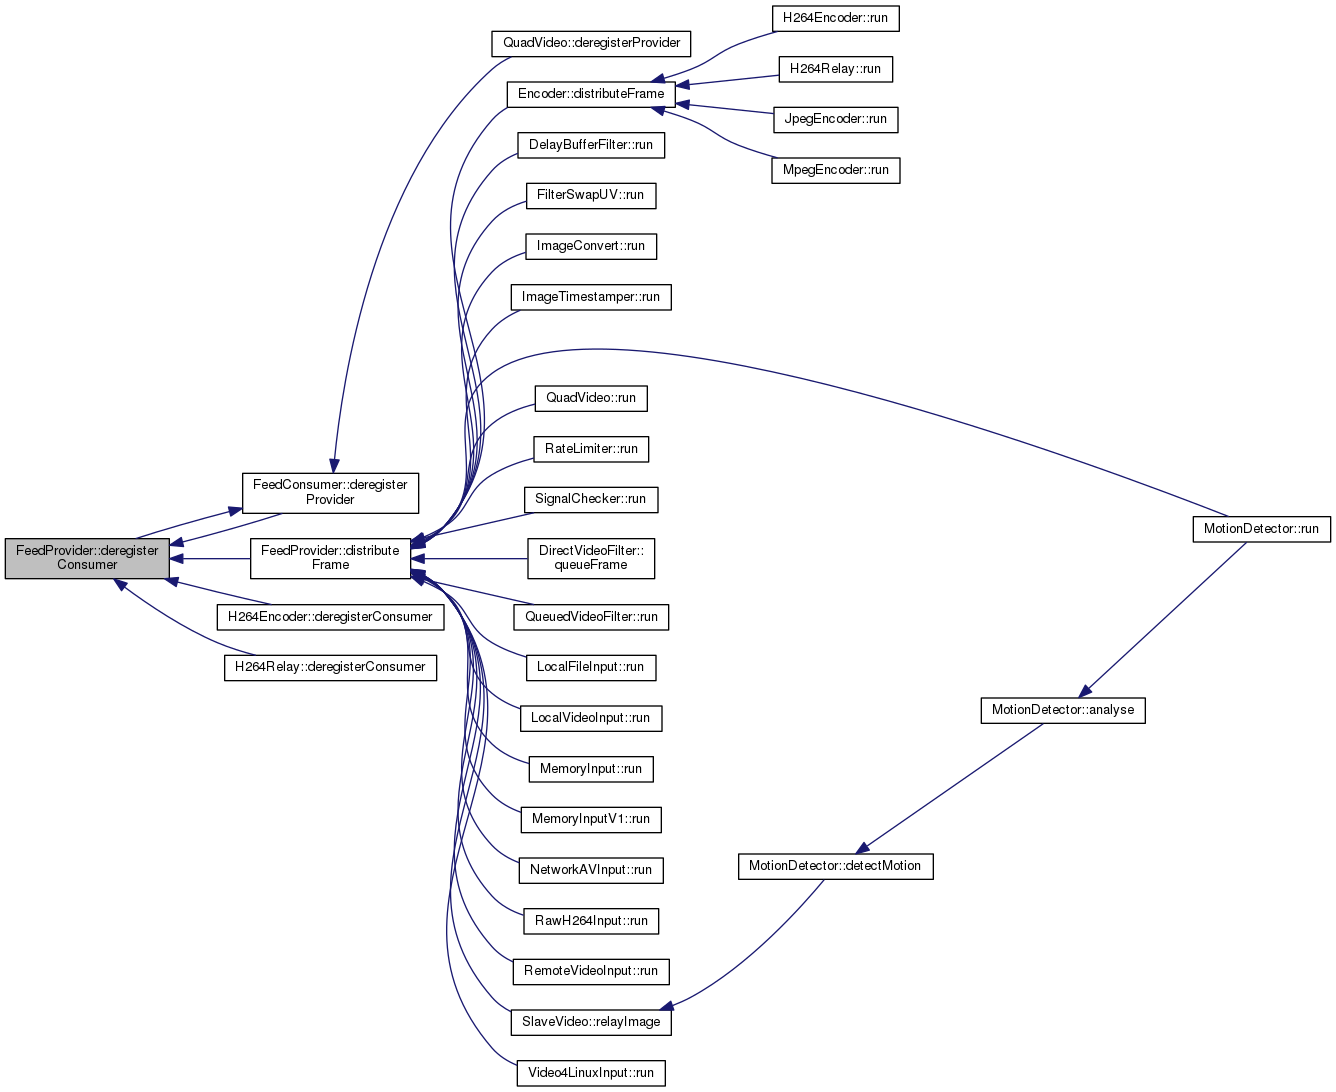 H264Encoder::run
QuadVideo::deregisterProvider
H264Relay::run
Encoder::distributeFrame
JpegEncoder::run
DelayBufferFilter::run
MpegEncoder::run
FilterSwapUV::run
ImageConvert::run
ImageTimestamper::run
QuadVideo::run
RateLimiter::run
FeedConsumer::deregister
Provider
SignalChecker::run
MotionDetector::run
FeedProvider::deregister
Consumer
FeedProvider::distribute
Frame
DirectVideoFilter::
queueFrame
H264Encoder::deregisterConsumer
QueuedVideoFilter::run
H264Relay::deregisterConsumer
LocalFileInput::run
MotionDetector::analyse
LocalVideoInput::run
MemoryInput::run
MemoryInputV1::run
MotionDetector::detectMotion
NetworkAVInput::run
RawH264Input::run
RemoteVideoInput::run
SlaveVideo::relayImage
Video4LinuxInput::run